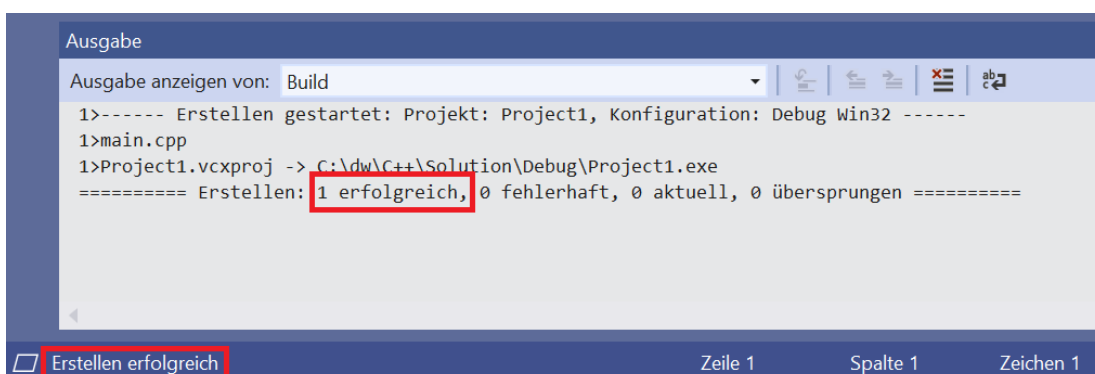 Ausgabe
Ausgabe anzeigen von: Build
1>------ Erstellen gestartet: Projekt: Project1, Konfiguration: Debug Win32 ------
1>main.cpp
1>Project1.vcxproj -> C:\dw\C++\Solution\Debug\Project1.exe
========== Erstellen: 1 erfolgreich, 0 fehlerhaft, 0 aktuell, 0 übersprungen ==========
Erstellen erfolgreich Zeile 1 Spalte 1 Zeichen 1